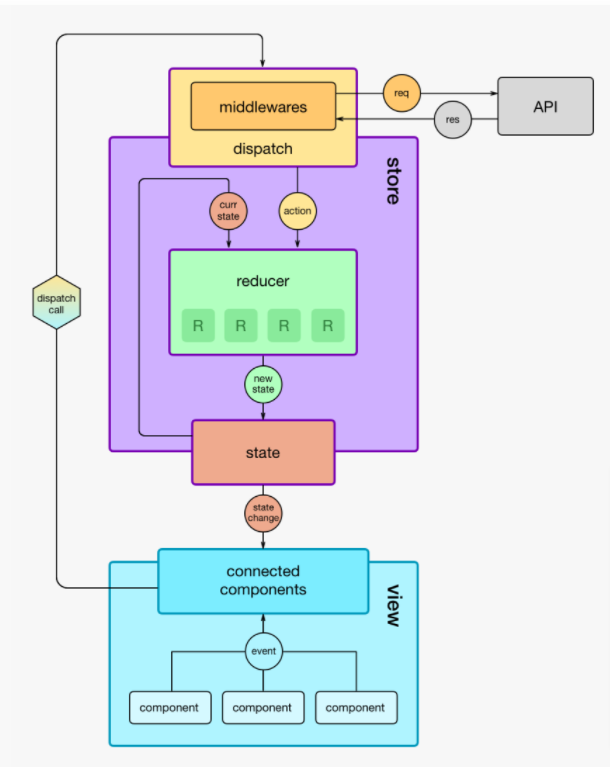 middlewares
req
API
res
dispatch
store
curr
state
action
reducer
R R R R
dispatch
call
new
state
state
state
change
connected
components
view
event
component component component